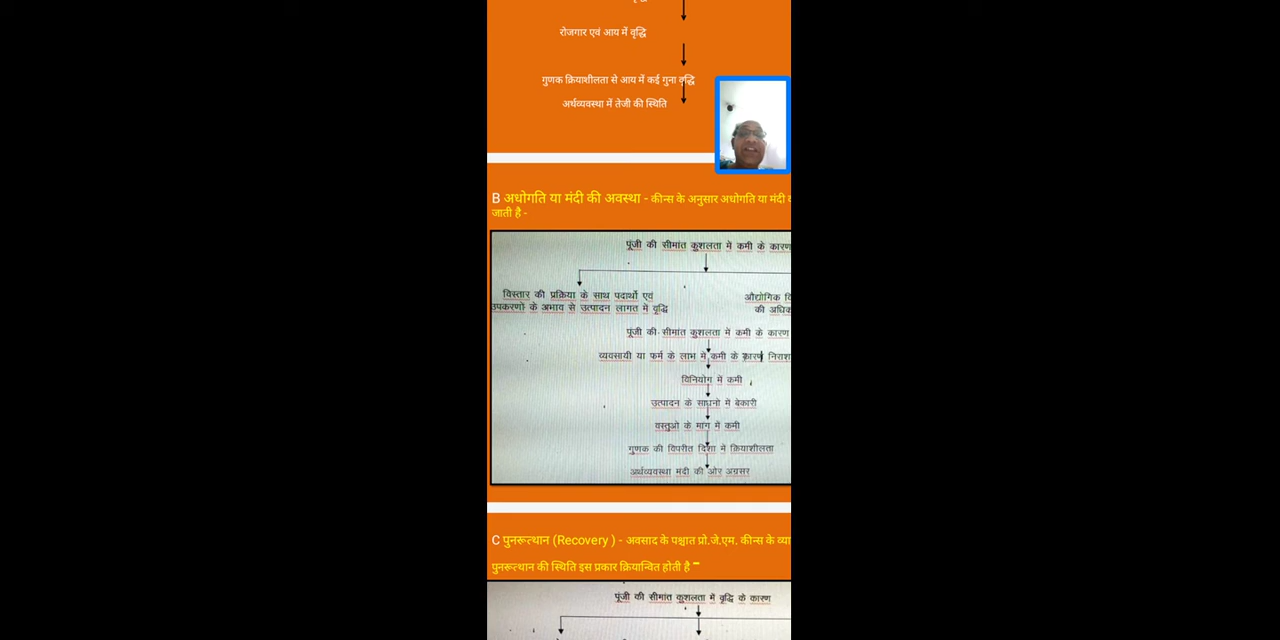 रोजगार एवं आय में वृद्धि
गुणक क्रियाशीलता से आय में कई गुना वृद्धि
अर्थव्यवस्था में तेजी की स्थिति
B अधोगति या मंदी की अवस्था - कीन्स के अनुसार अधोगति या मंदी
जाती है -
पूंजी की सीमांत कुशलता में कमी के कारण
विस्तार की प्रक्रिया के साथ पदार्थो एवं
उपकरणों के अभाव से उत्पादन लागत में वृद्धि
औद्योगिक
की अधिक
पूंजी की सीमांत कुशलता में कमी के कारण
व्यवसायी या फर्म के लाभ में कमी के कारण निराश
विनियोग में कमी
उत्पादन के साधनो में बेकारी
वस्तुओ के मांग में कमी
गुणक की विपरीत दिशा में क्रियाशीलता
अर्थव्यवस्था मंदी की ओर अग्रसर
C पुनरूत्थान (Recovery ) - अवसाद के पश्चात प्रो.जे.एम. कीन्स के
पुनरूत्थान की स्थिति इस प्रकार क्रियान्वित होती है –
पूंजी की सीमांत कुशलता में वृद्धि के कारण